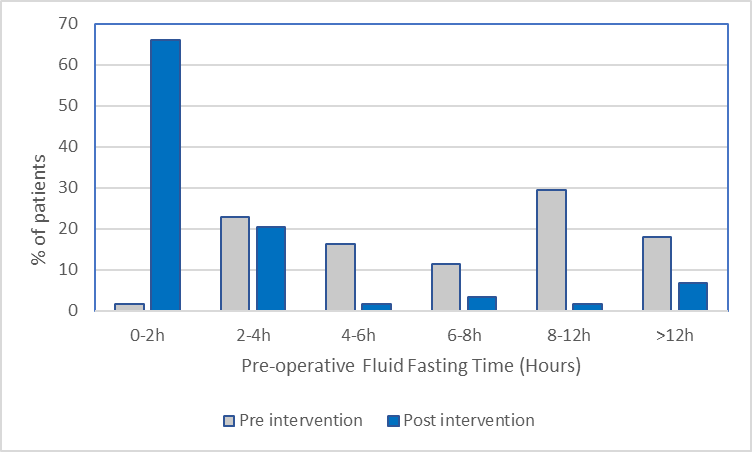 70
60
50
40
30
20
10
0
% of patients
0-2h 2-4h 4-6h 6-8h 8-12h >12h
Pre-operative Fluid Fasting Time (Hours)
Pre intervention Post intervention